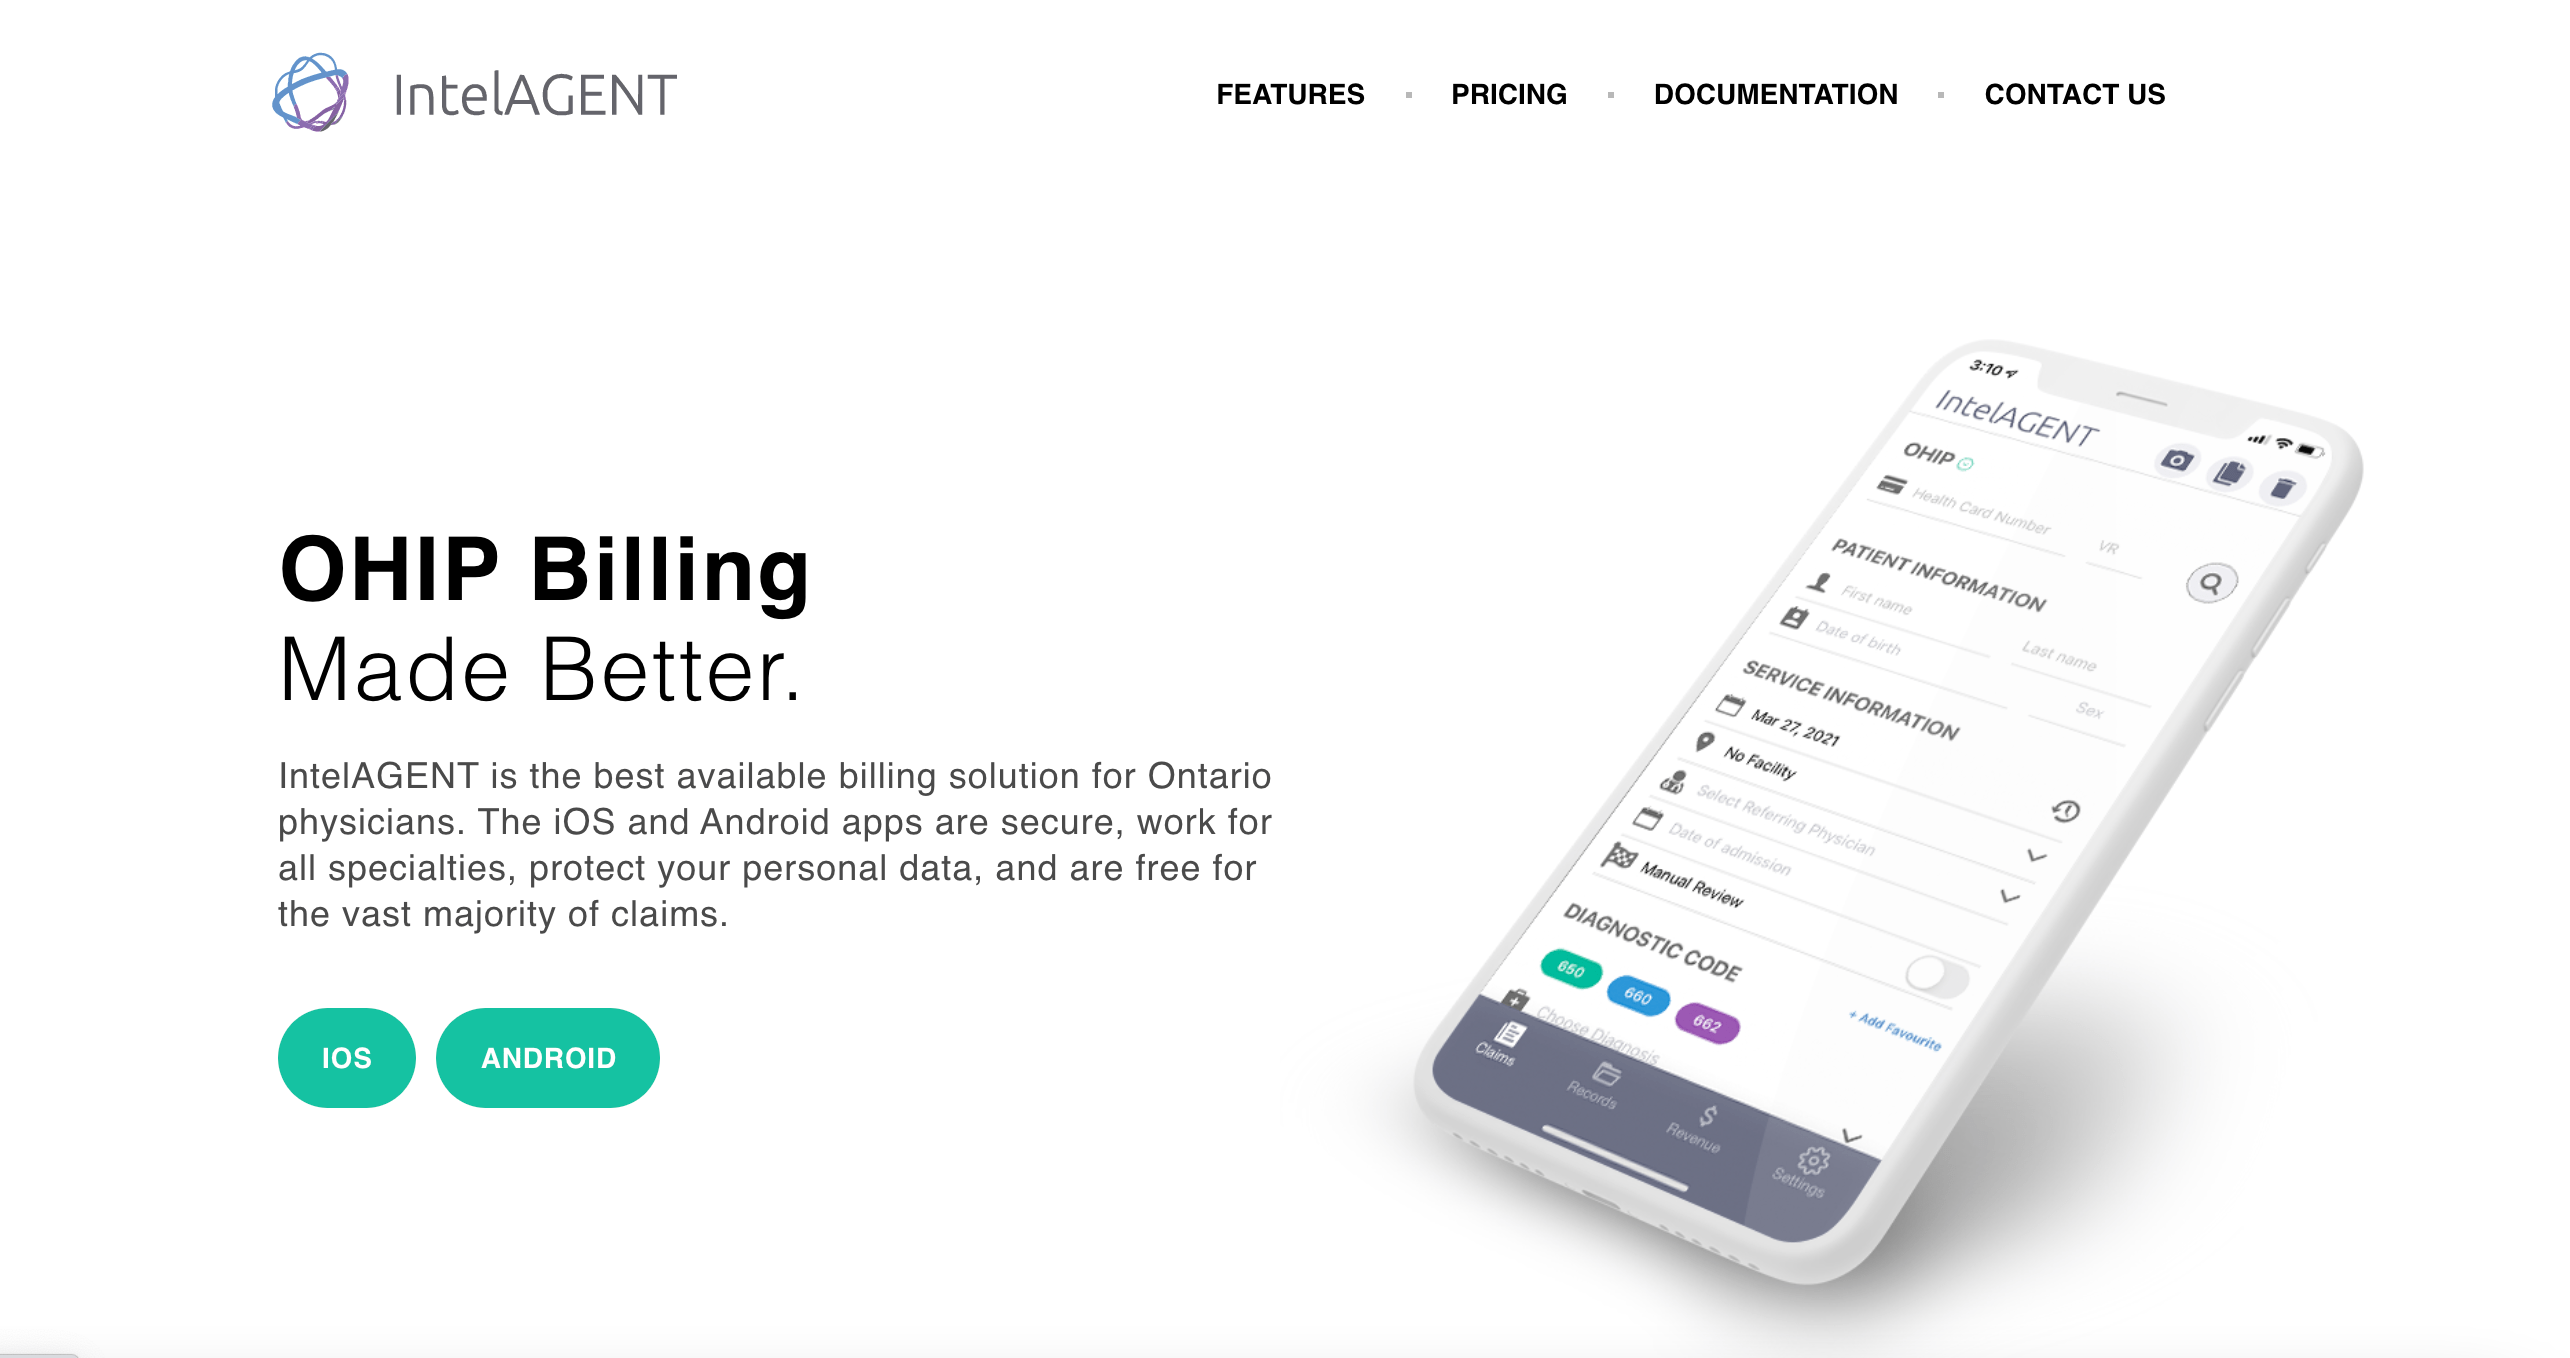 IntelAGENT
FEATURES
PRICING
DOCUMENTATION
CONTACT US
OHIP Billing
Made Better.
IntelAGENT is the best available billing solution for Ontario
physicians. The iOS and Android apps are secure, work for
all specialties, protect your personal data, and are free for
the vast majority of claims.
IOS
ANDROID
3:10
IntelAGENT
OHIP
Health Card Number
VR
PATIENT INFORMATION
First name
Last name
Date of birth
Sex
SERVICE INFORMATION
Mar 27, 2021
No Facility
Select Referring Physician
Date of admission
Manual Review
DIAGNOSTIC CODE
650
660
662
+ Add Favourite
Choose Diagnosis
Claims
Records
Revenue
Settings